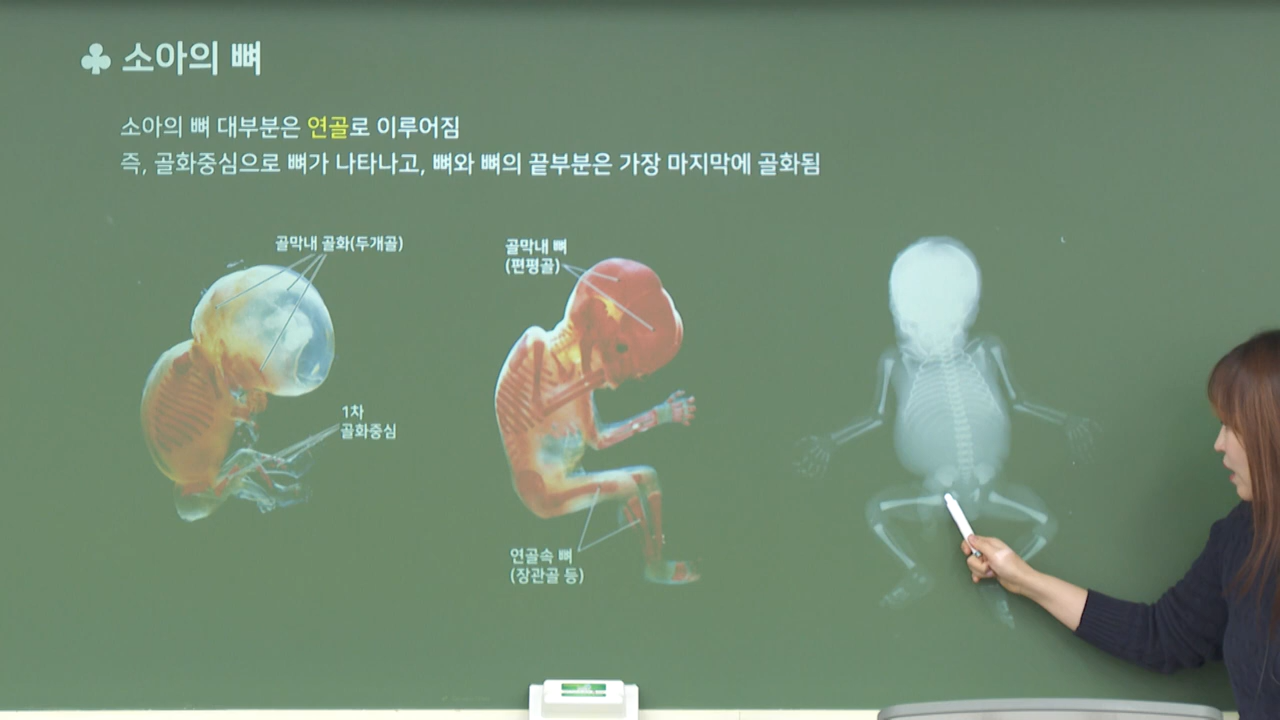 ♣ 소아의 뼈
소아의 뼈 대부분은 연골로 이루어짐
즉, 골화중심으로 뼈가 나타나고, 뼈와 뼈의 끝부분은 가장 마지막에 골화됨
골막내 골화(두개골)
1차
골화중심
골막내 뼈
(편평골)
연골속 뼈
(장관골 등)